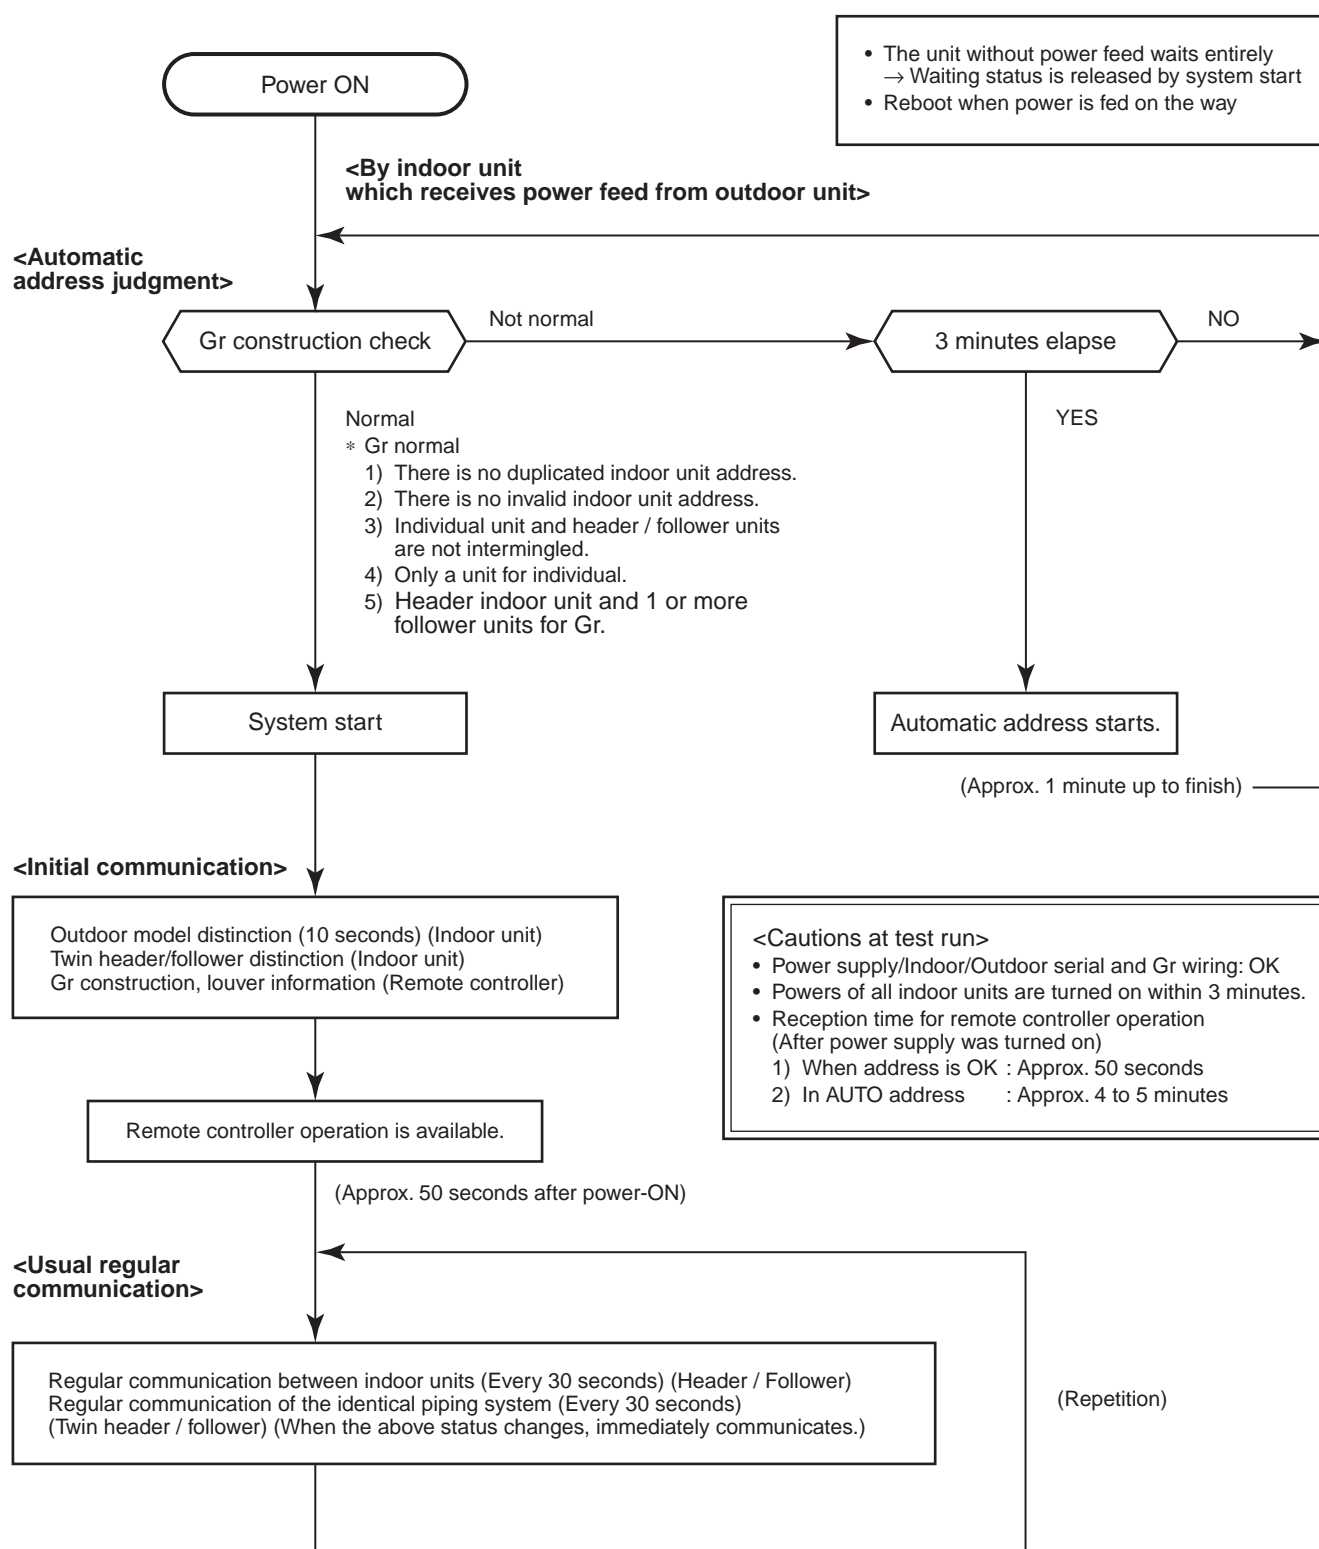 Power ON
• The unit without power feed waits entirely
→ Waiting status is released by system start
• Reboot when power is fed on the way
<By indoor unit
which receives power feed from outdoor unit>
<Automatic
address judgment>
Gr construction check
Not normal
3 minutes elapse
NO
Normal
YES
* Gr normal
1) There is no duplicated indoor unit address.
2) There is no invalid indoor unit address.
3) Individual unit and header / follower units
are not intermingled.
4) Only a unit for individual.
5) Header indoor unit and 1 or more
follower units for Gr.
System start
Automatic address starts.
(Approx. 1 minute up to finish)
<Initial communication>
Outdoor model distinction (10 seconds) (Indoor unit)
Twin header/follower distinction (Indoor unit)
Gr construction, louver information (Remote controller)
<Cautions at test run>
• Power supply/Indoor/Outdoor serial and Gr wiring: OK
• Powers of all indoor units are turned on within 3 minutes.
• Reception time for remote controller operation
(After power supply was turned on)
1) When address is OK : Approx. 50 seconds
2) In AUTO address : Approx. 4 to 5 minutes
Remote controller operation is available.
(Approx. 50 seconds after power-ON)
<Usual regular
communication>
Regular communication between indoor units (Every 30 seconds) (Header / Follower)
Regular communication of the identical piping system (Every 30 seconds)
(Twin header / follower) (When the above status changes, immediately communicates.)
(Repetition)